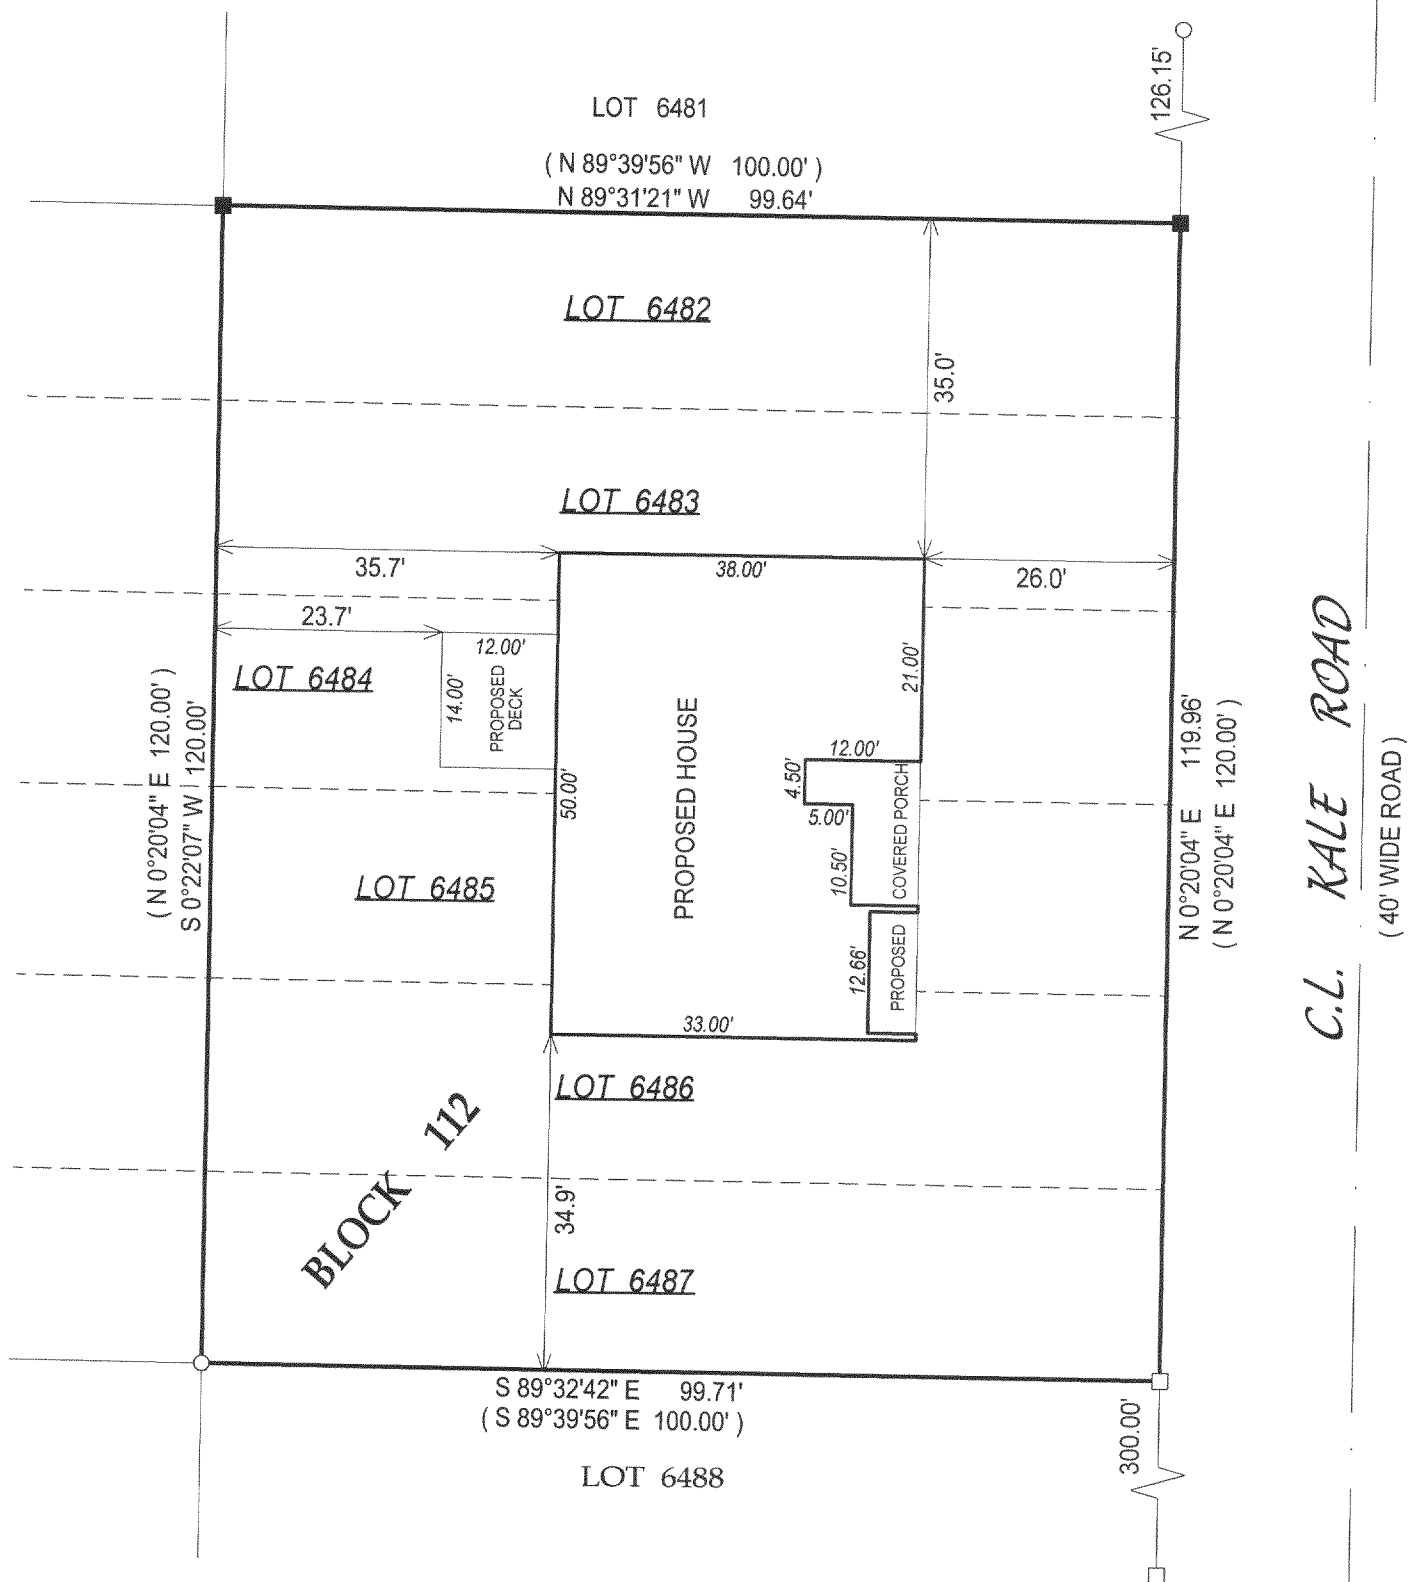 126.15'
LOT 6481
( N 89°39'56" W 100.00' )
N 89°31'21" W 99.64'
LOT 6482
35.0'
LOT 6483
35.7'
38.00'
26.0'
23.7'
12.00'
LOT 6484
14.00'
PROPOSED
DECK
21.00'
( N 0°20'04" E 120.00' )
S 0°22'07" W 120.00'
50.00'
PROPOSED HOUSE
12.00'
4.50'
5.00'
10.50'
COVERED PORCH
LOT 6485
12.66'
PROPOSED
33.00'
N 0°20'04" E 119.96'
( N 0°20'04" E 120.00' )
C.L. KALE ROAD
( 40' WIDE ROAD )
LOT 6486
BLOCK 112
34.9'
LOT 6487
S 89°32'42" E 99.71'
( S 89°39'56" E 100.00' )
300.00'
LOT 6488